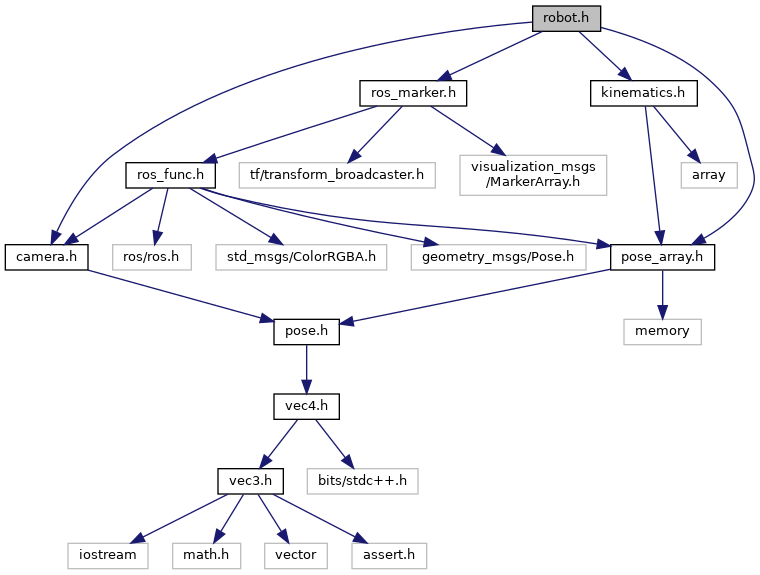 robot.h
ros_marker.h
kinematics.h
ros_func.h
tf/transform_broadcaster.h
visualization_msgs
/MarkerArray.h
array
camera.h
ros/ros.h
std_msgs/ColorRGBA.h
geometry_msgs/Pose.h
pose_array.h
pose.h
memory
vec4.h
vec3.h
bits/stdc++.h
iostream
math.h
vector
assert.h